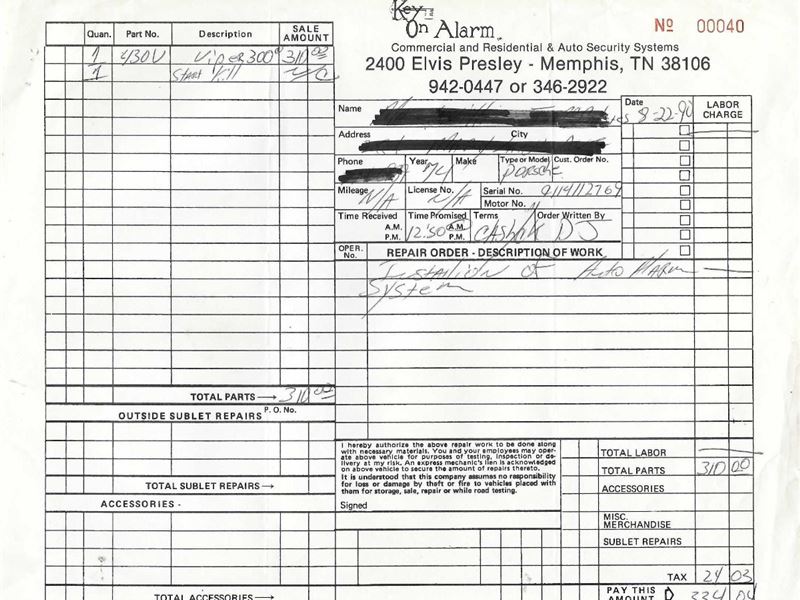 Key
On Alarm
Nº 00040
Commercial and Residential & Auto Security Systems
2400 Elvis Presley - Memphis, TN 38106
942-0447 or 346-2922
Quan. Part No. Description SALE AMOUNT
1 430V Viper 300+ 310 00
1 Start Kill N/C
TOTAL PARTS → 310 00
OUTSIDE SUBLET REPAIRS P.O. No.
TOTAL SUBLET REPAIRS →
ACCESSORIES -
TOTAL ACCESSORIES →
Name
Date 8-22-90
LABOR CHARGE
Address City
Phone Year 74 Make Type or Model PORSCHE Cust. Order No.
Mileage N/A License No. N/A Serial No. 9114112769
Motor No.
Time Received A.M. P.M. Time Promised 12:50 A.M. P.M. Terms Order Written By DJ
OPER. No. REPAIR ORDER - DESCRIPTION OF WORK
Installion of Auto Alarm
System
I hereby authorize the above repair work to be done along
with necessary materials. You and your employees may oper-
ate above vehicle for purposes of testing, inspection or de-
livery at my risk. An express mechanic's lien is acknowledged
on above vehicle to secure the amount of repairs thereto.
It is understood that this company assumes no responsibility
for loss or damage by theft or fire to vehicles placed with
them for storage, sale, repair or while road testing.
Signed
TOTAL LABOR
TOTAL PARTS 310 00
ACCESSORIES
MISC. MERCHANDISE
SUBLET REPAIRS
TAX 24 03
PAY THIS AMOUNT 334 04